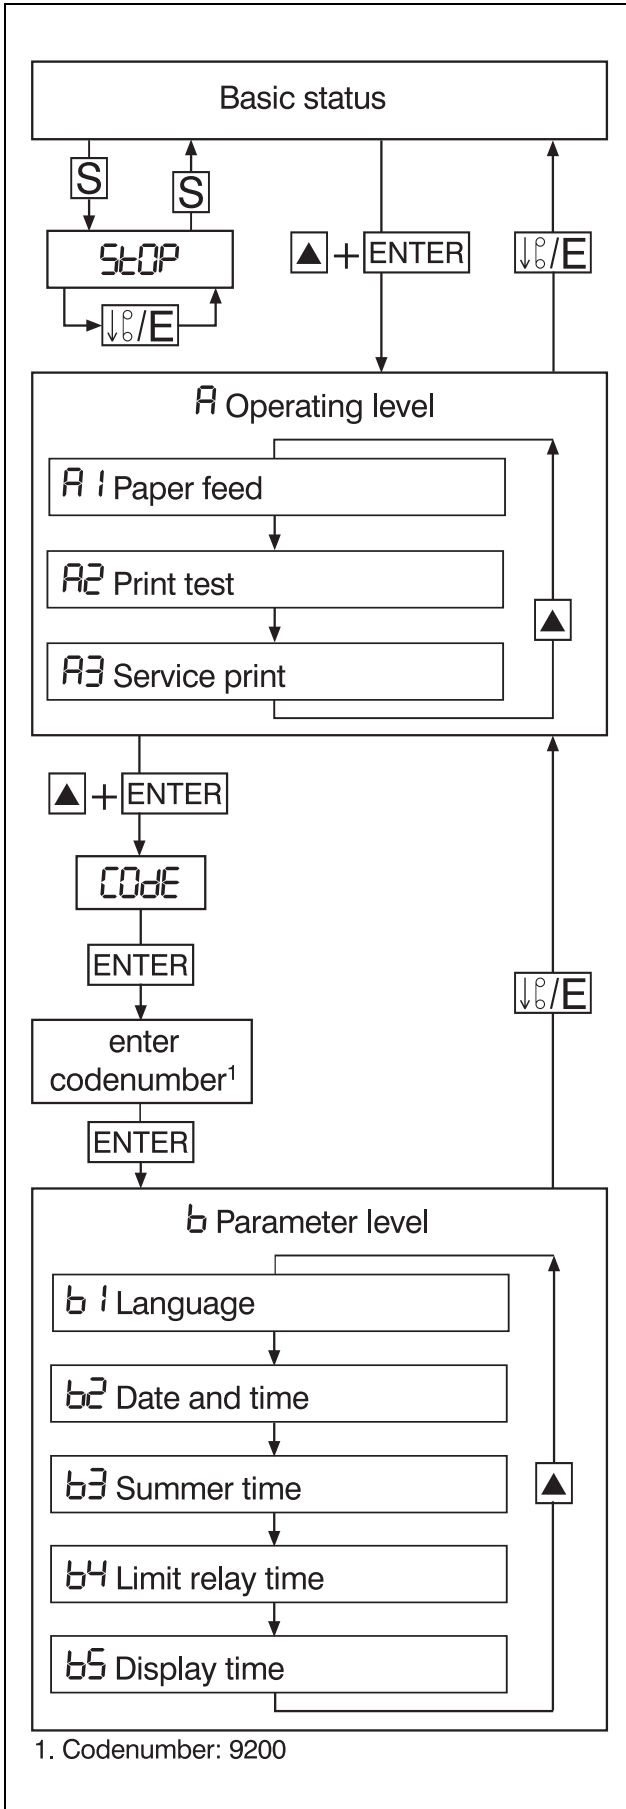 Basic status
S
S
StOP
▲ + ENTER
↓/E
↓/E
A Operating level
A1 Paper feed
A2 Print test
▲
A3 Service print
▲ + ENTER
COdE
ENTER
↓/E
enter
codenumber¹
ENTER
b Parameter level
b1 Language
b2 Date and time
b3 Summer time
▲
b4 Limit relay time
b5 Display time
1. Codenumber: 9200